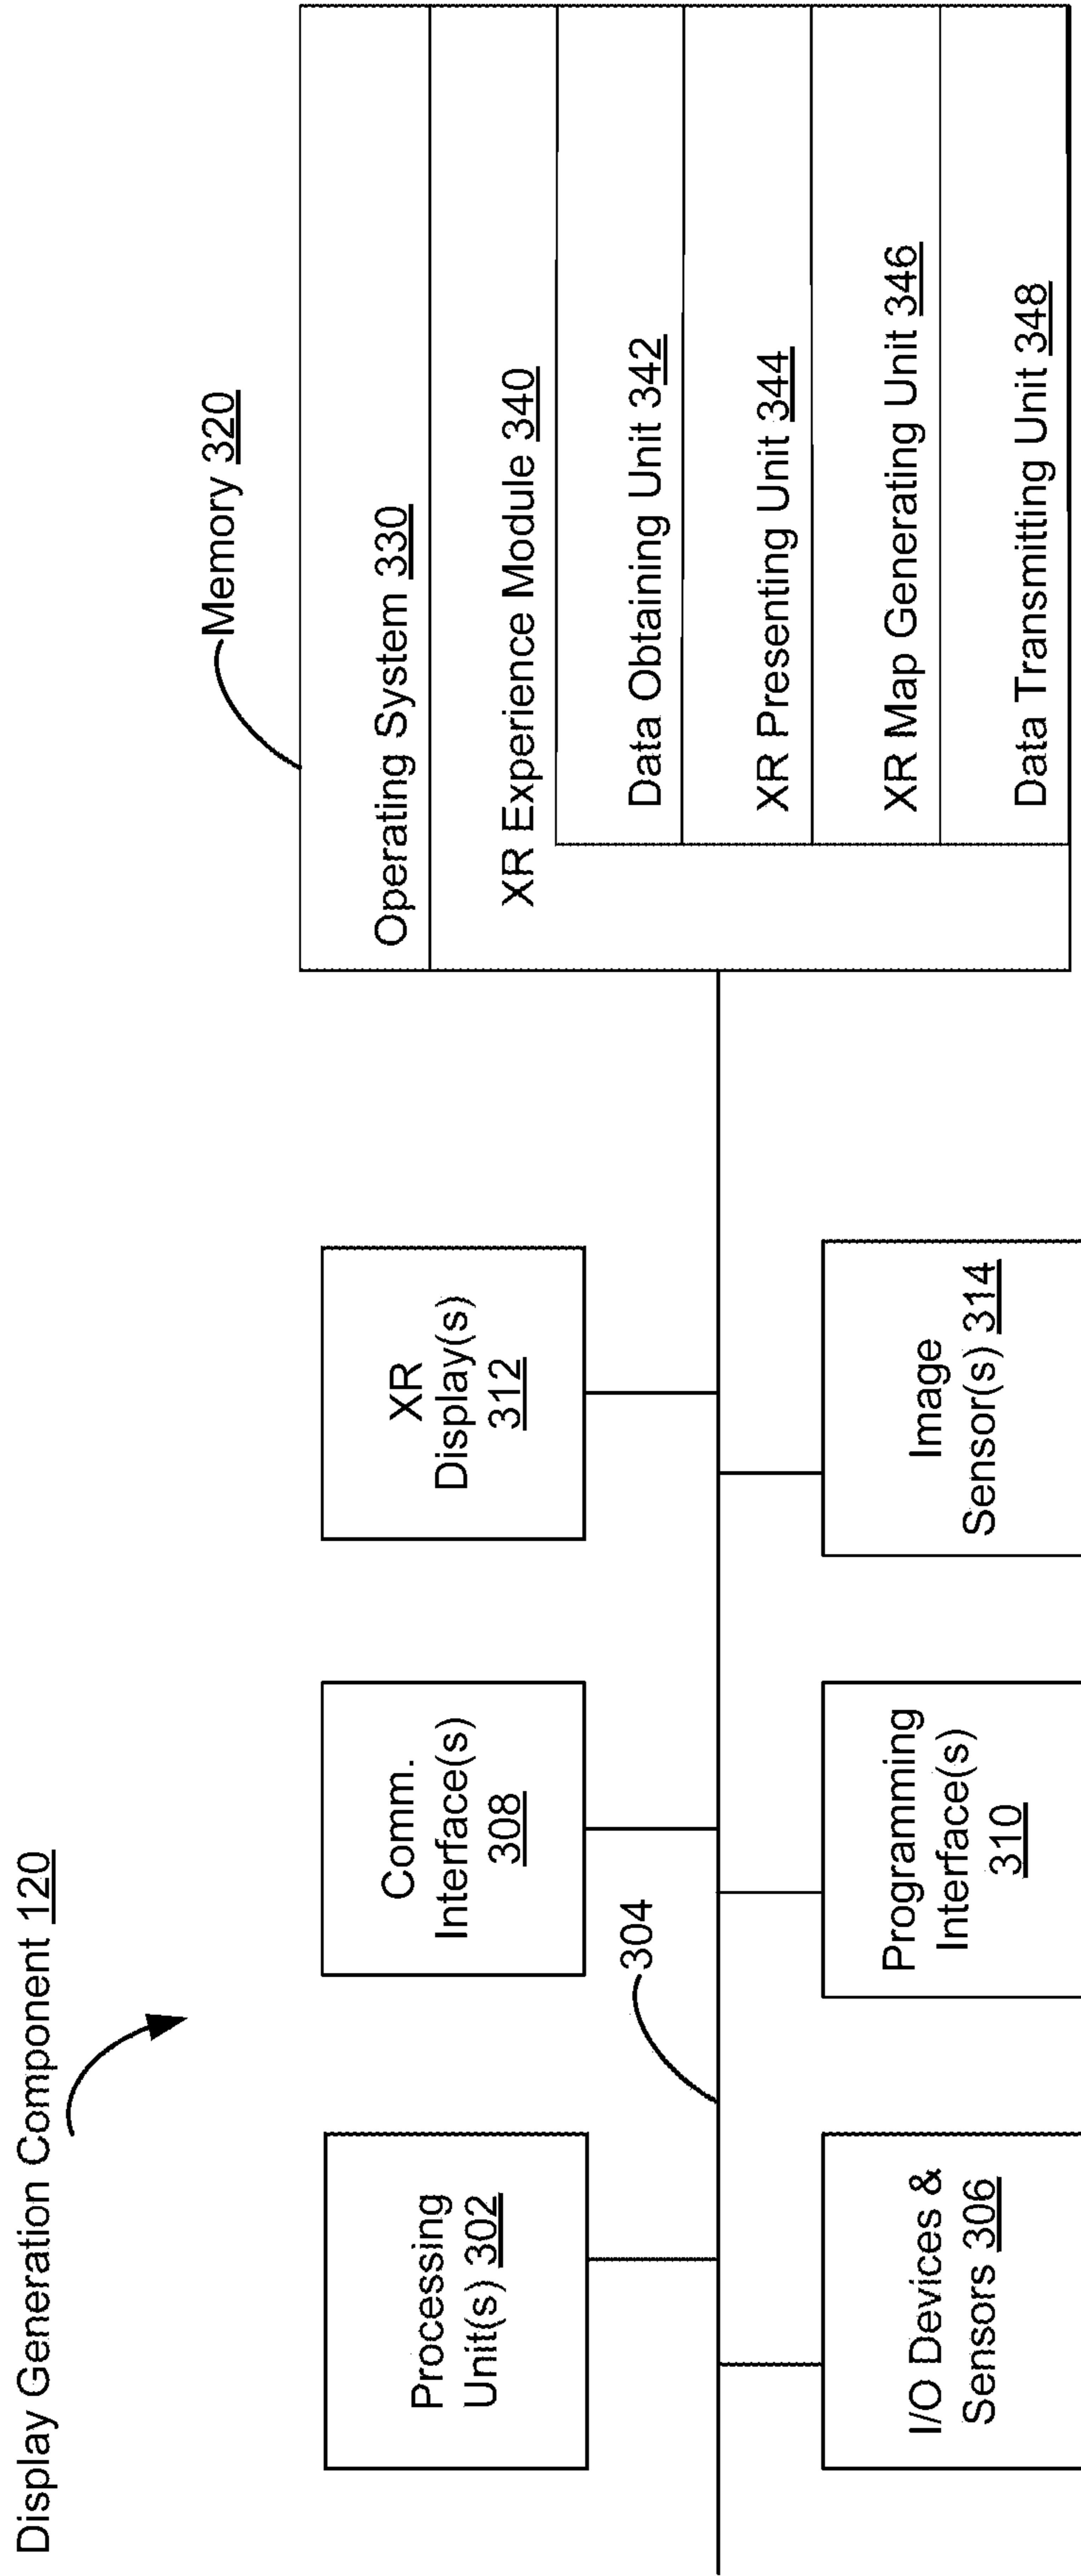 Display Generation Component 120
Processing
Unit(s) 302
Comm.
Interface(s)
308
XR
Display(s)
312
304
I/O Devices &
Sensors 306
Programming
Interface(s)
310
Image
Sensor(s) 314
Memory 320
Operating System 330
XR Experience Module 340
Data Obtaining Unit 342
XR Presenting Unit 344
XR Map Generating Unit 346
Data Transmitting Unit 348